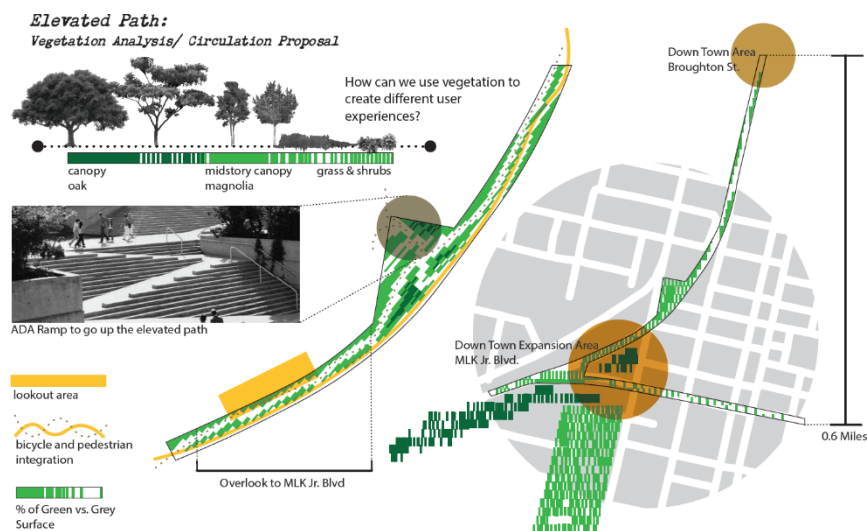 Elevated Path:
Vegetation Analysis/ Circulation Proposal
How can we use vegetation to
create different user
experiences?
canopy
oak
midstory canopy
magnolia
grass & shrubs
ADA Ramp to go up the elevated path
lookout area
bicycle and pedestrian
integration
% of Green vs. Grey
Surface
Overlook to MLK Jr. Blvd
Down Town Area
Broughton St.
Down Town Expansion Area
MLK Jr. Blvd.
0.6 Miles